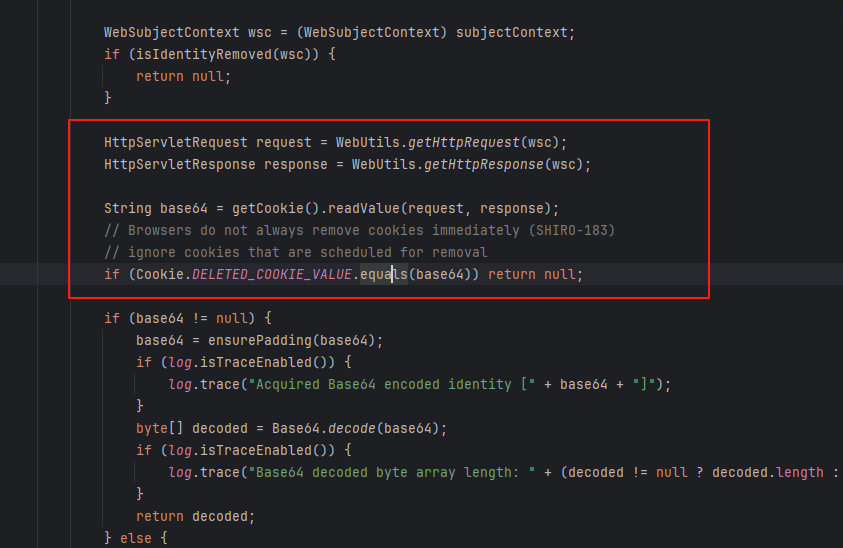 WebSubjectContext wsc = (WebSubjectContext) subjectContext;
if (isIdentityRemoved(wsc)) {
return null;
}
HttpServletRequest request = WebUtils.getHttpRequest(wsc);
HttpServletResponse response = WebUtils.getHttpResponse(wsc);
String base64 = getCookie().readValue(request, response);
// Browsers do not always remove cookies immediately (SHIRO-183)
// ignore cookies that are scheduled for removal
if (Cookie.DELETED_COOKIE_VALUE.equals(base64)) return null;
if (base64 != null) {
base64 = ensurePadding(base64);
if (log.isTraceEnabled()) {
log.trace("Acquired Base64 encoded identity [" + base64 + "]");
}
byte[] decoded = Base64.decode(base64);
if (log.isTraceEnabled()) {
log.trace("Base64 decoded byte array length: " + (decoded != null ? decoded.length :
}
return decoded;
} else {